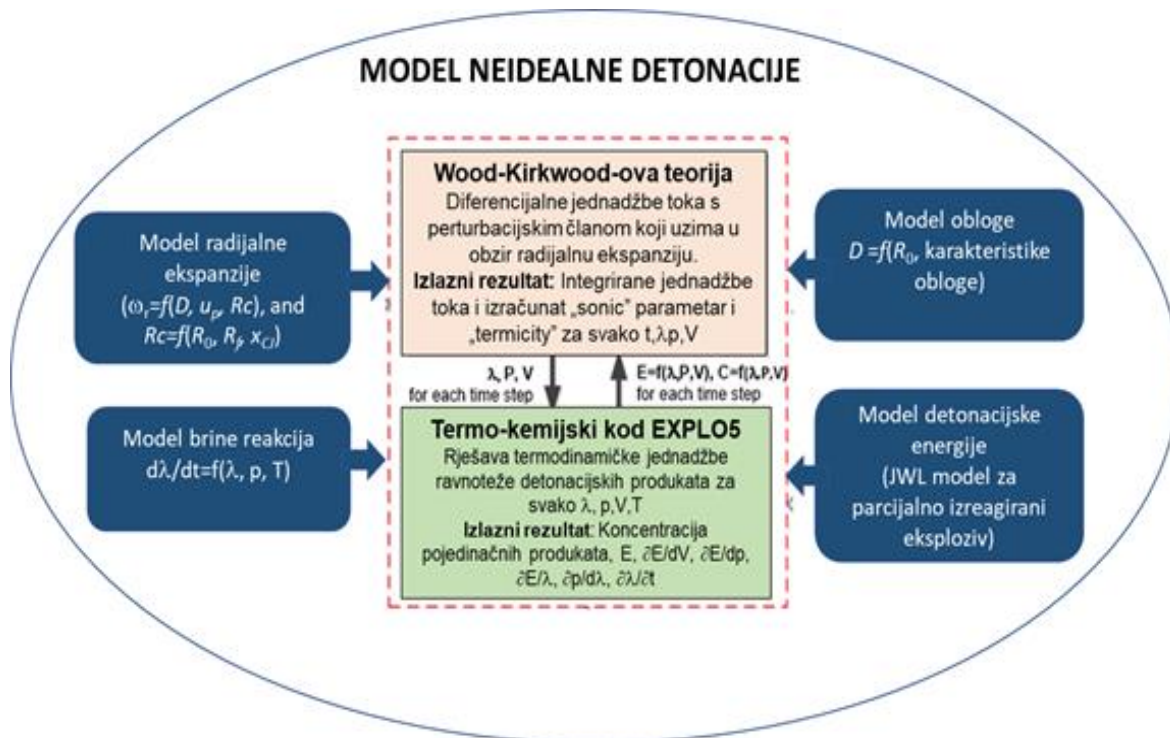 MODEL NEIDEALNE DETONACIJE
Model radijalne
ekspanzije
(ωr=f(D, up, Rc), and
Rc=f(R0, Rf, xCJ)
Model brine reakcija
dλ/dt=f(λ, p, T)
Wood-Kirkwood-ova teorija
Diferencijalne jednadžbe toka s
perturbacijskim članom koji uzima u
obzir radijalnu ekspanziju.
Izlazni rezultat: Integrirane jednadžbe
toka i izračunat „sonic” parametar i
„termicity” za svako t,λp,V
λ, P, V
for each time step
E=f(λ,P,V), C=f(λ,P,V)
for each time step
Termo-kemijski kod EXPLO5
Rješava termodinamičke jednadžbe
ravnoteže detonacijskih produkata za
svako λ, p,V,T
Izlazni rezultat: Koncentracija
pojedinačnih produkata, E, ∂E/dV, ∂E/dp,
∂E/λ, ∂p/dλ, ∂λ/∂t
Model obloge
D =f(R0, karakteristike
obloge)
Model detonacijske
energije
(JWL model za
parcijalno izreagirani
eksploziv)